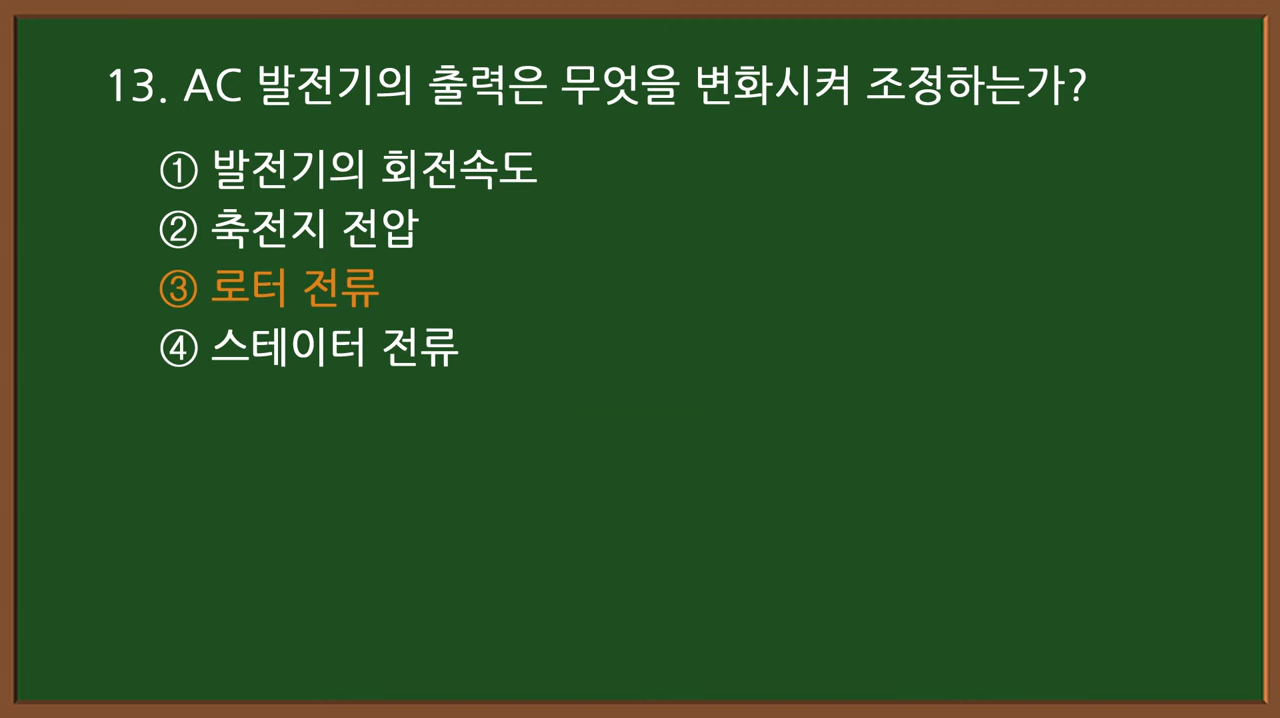 13. AC 발전기의 출력은 무엇을 변화시켜 조정하는가?
① 발전기의 회전속도
② 축전지 전압
③ 로터 전류
④ 스테이터 전류